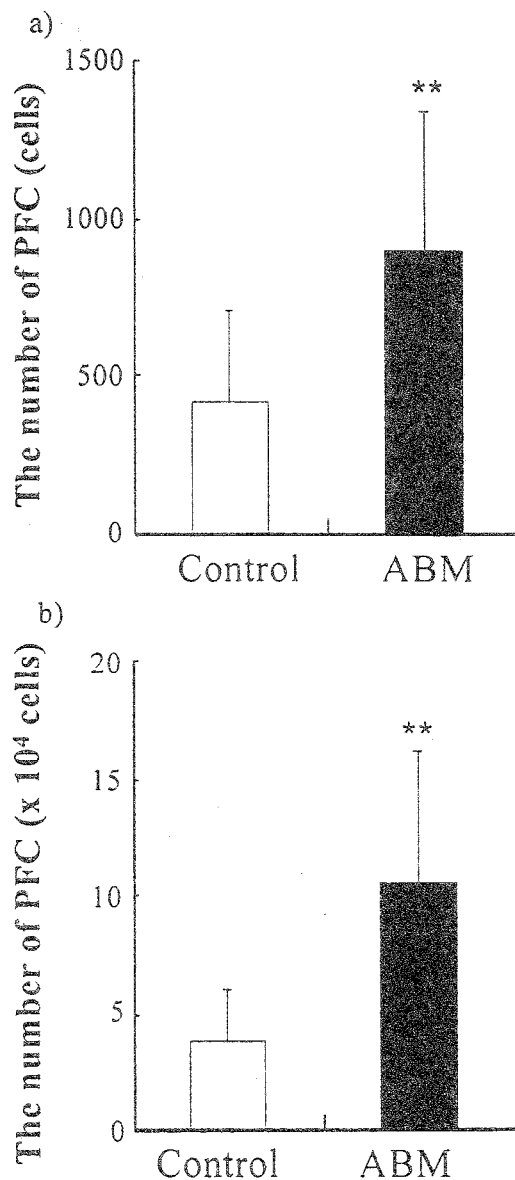 a)
The number of PFC (cells)
1500
1000
500
0
**
Control ABM
b)
The number of PFC (x 10⁴ cells)
20
15
10
5
0
**
Control ABM